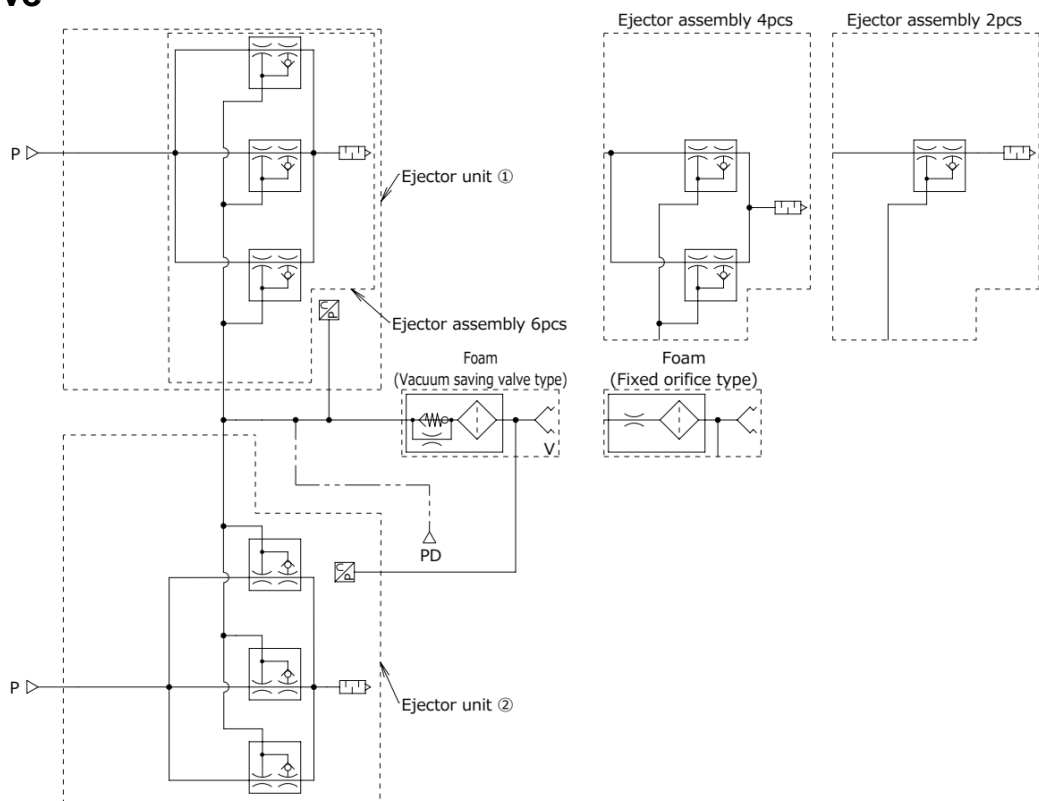 Ejector assembly 4pcs
Ejector assembly 2pcs
P
Ejector unit ①
Ejector assembly 6pcs
Foam
(Vacuum saving valve type)
Foam
(Fixed orifice type)
V
PD
P
Ejector unit ②